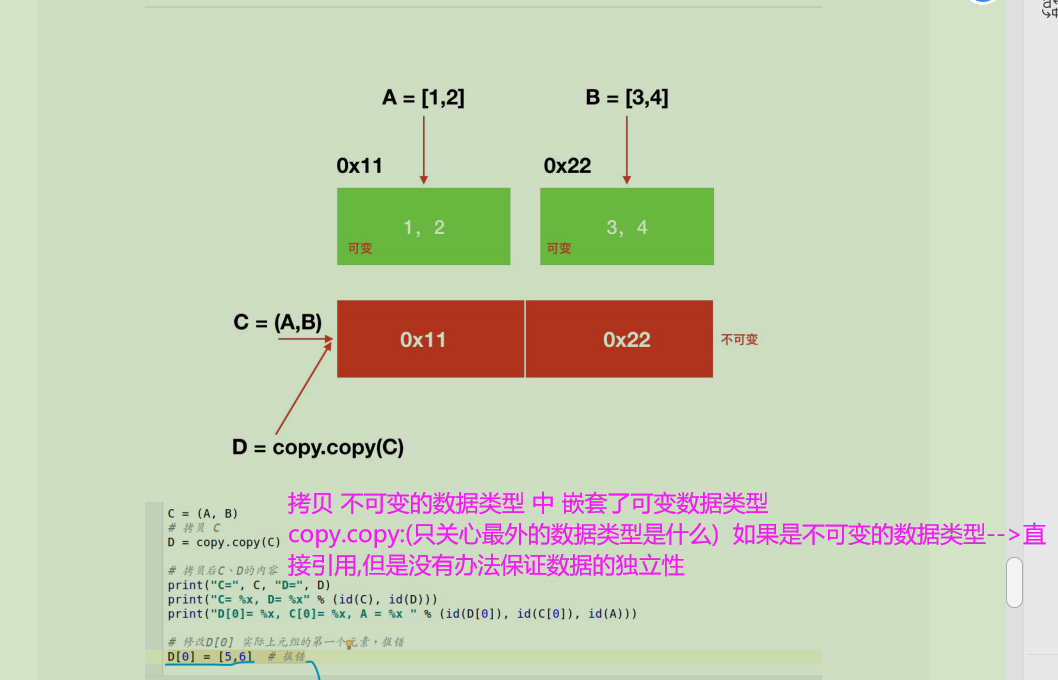 A = [1,2]
B = [3,4]
0x11
0x22
1, 2
3, 4
可变
可变
C = (A,B)
0x11
0x22
不可变
D = copy.copy(C)
拷贝 不可变的数据类型 中 嵌套了可变数据类型
copy.copy:(只关心最外的数据类型是什么) 如果是不可变的数据类型-->直
接引用,但是没有办法保证数据的独立性
C = (A, B)
# 拷贝 C
D = copy.copy(C)
# 拷贝后C、D的内容
print("C=", C, "D=", D)
print("C= %x, D= %x" % (id(C), id(D)))
print("D[0]= %x, C[0]= %x, A = %x " % (id(D[0]), id(C[0]), id(A)))
# 修改D[0] 实际上元组的第一个元素,报错
D[0] = [5,6] # 报错